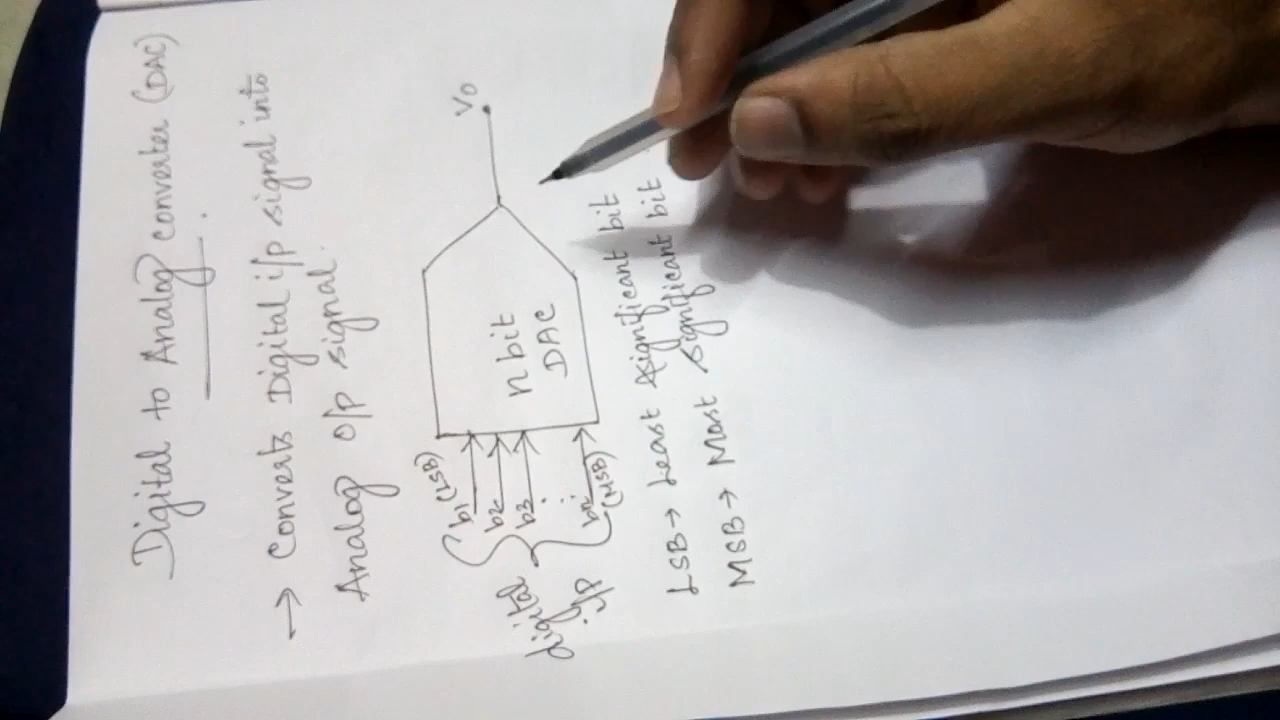 Digital to Analog converter (DAC)
→ Converts Digital i/p signal into
Analog o/p signal.
Vo
b1 (LSB)
b2
b3
bn
(MSB)
digital
i/p
n bit
DAC
LSB → Least significant bit
MSB → Most significant bit